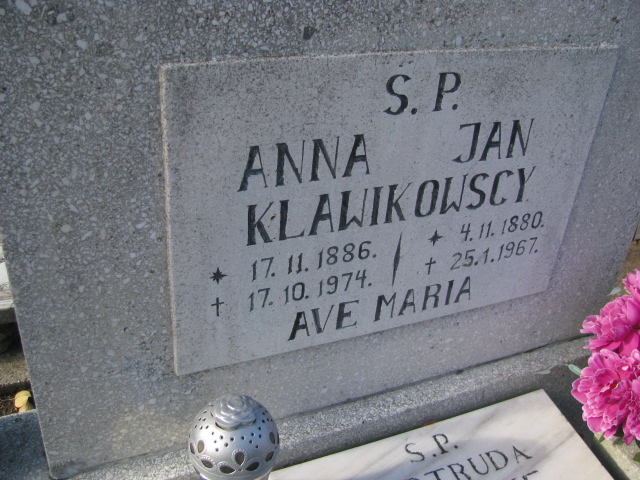 S. P.
ANNA JAN
KLAWIKOWSCY
* 17. 11. 1886. * 4. 11. 1880.
† 17. 10. 1974. † 25. 1. 1967.
AVE MARIA
S. P.